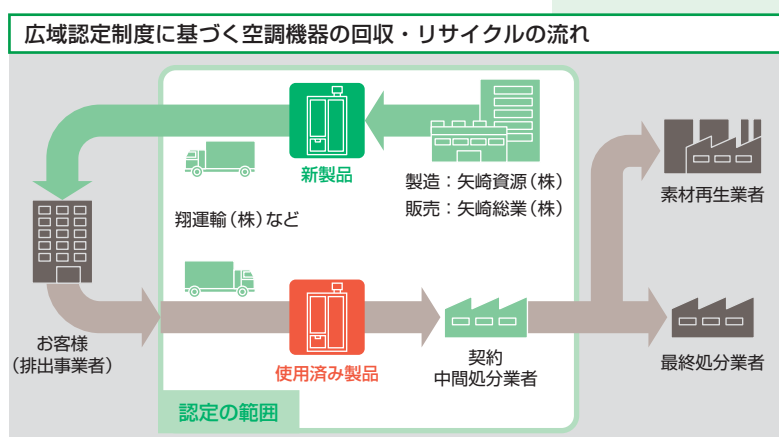 広域認定制度に基づく空調機器の回収・リサイクルの流れ
新製品
製造：矢崎資源(株)
販売：矢崎総業(株)
素材再生業者
翔運輸(株)など
お客様
(排出事業者)
使用済み製品
契約
中間処分業者
最終処分業者
認定の範囲